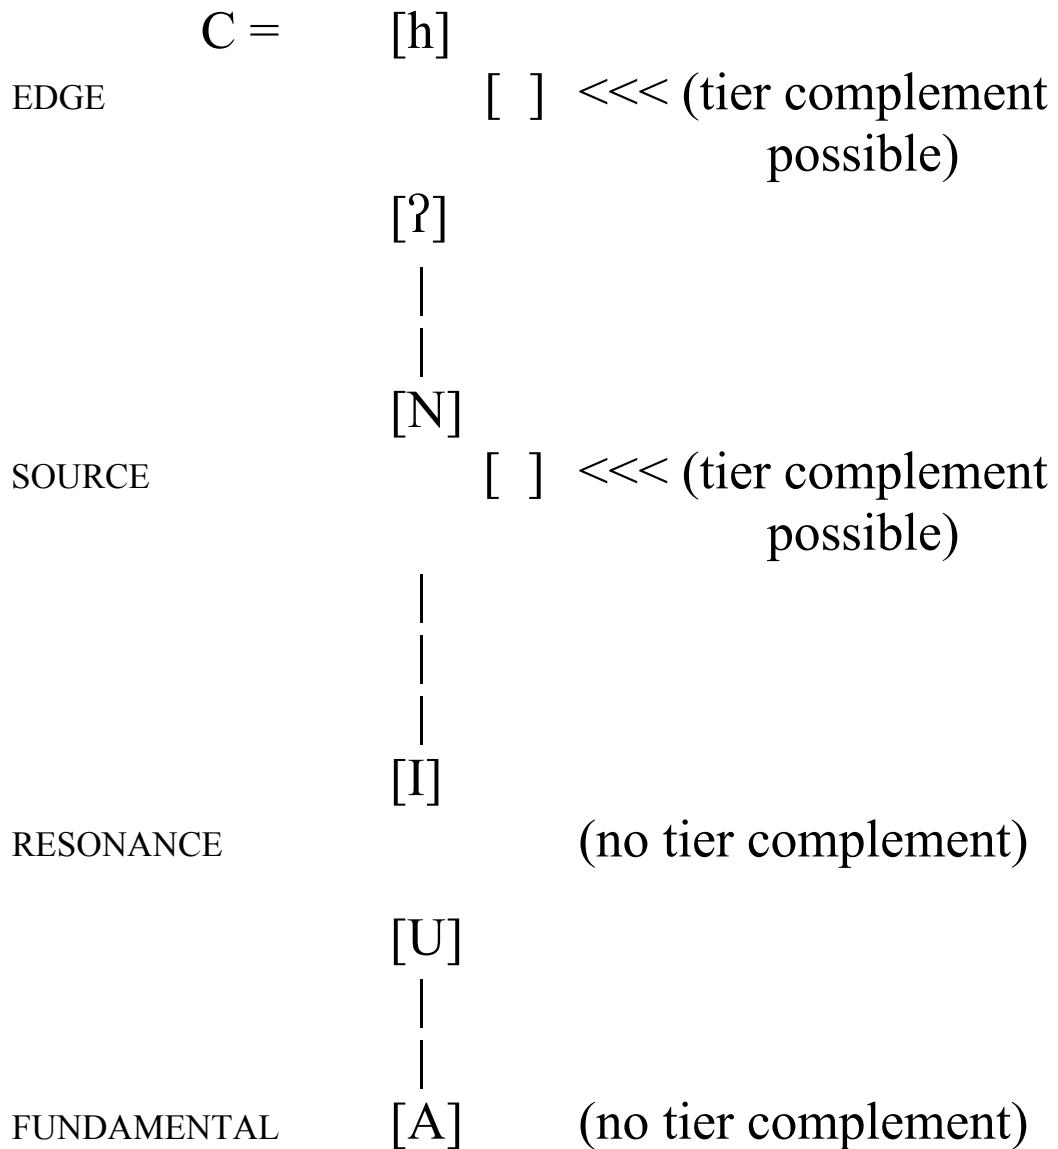 C = [h]
EDGE [ ] <<< (tier complement
possible)
[ʔ]
|
|
[N]
SOURCE [ ] <<< (tier complement
possible)
|
|
|
[I]
RESONANCE (no tier complement)
[U]
|
|
FUNDAMENTAL [A] (no tier complement)